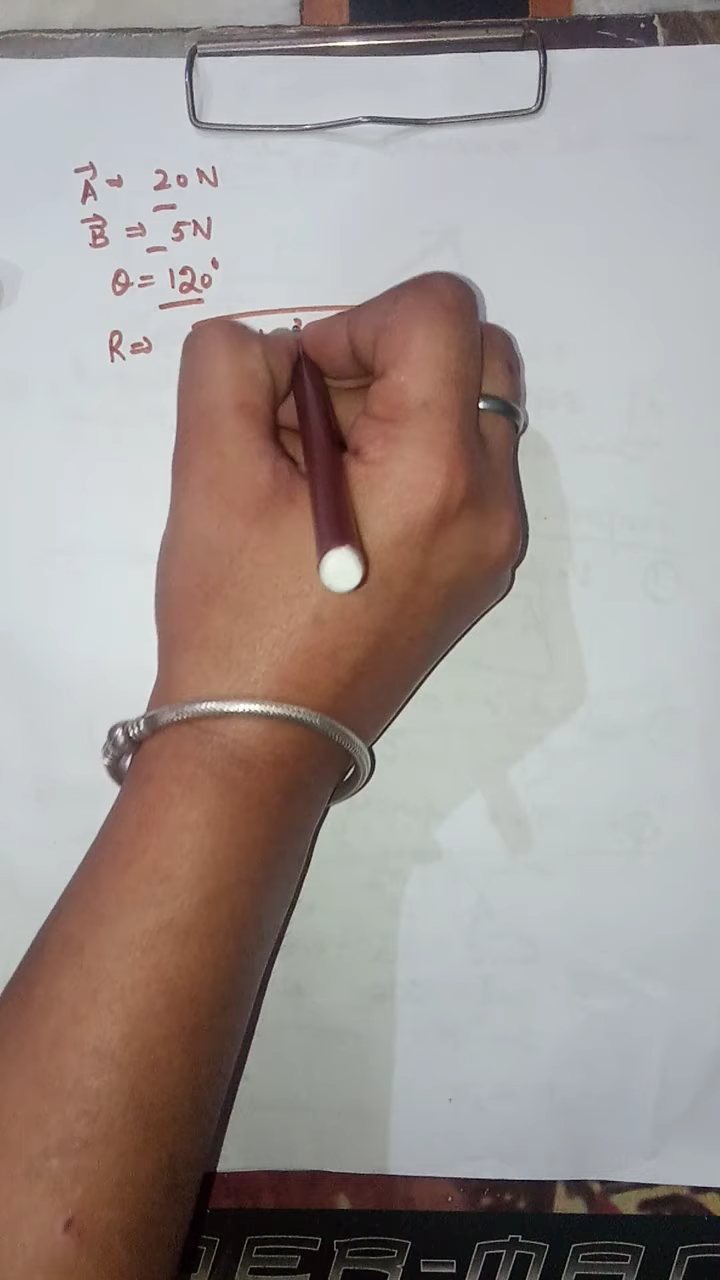 A⃗ ⇒ 20N
B⃗ ⇒ 5N
θ = 120°
R ⇒